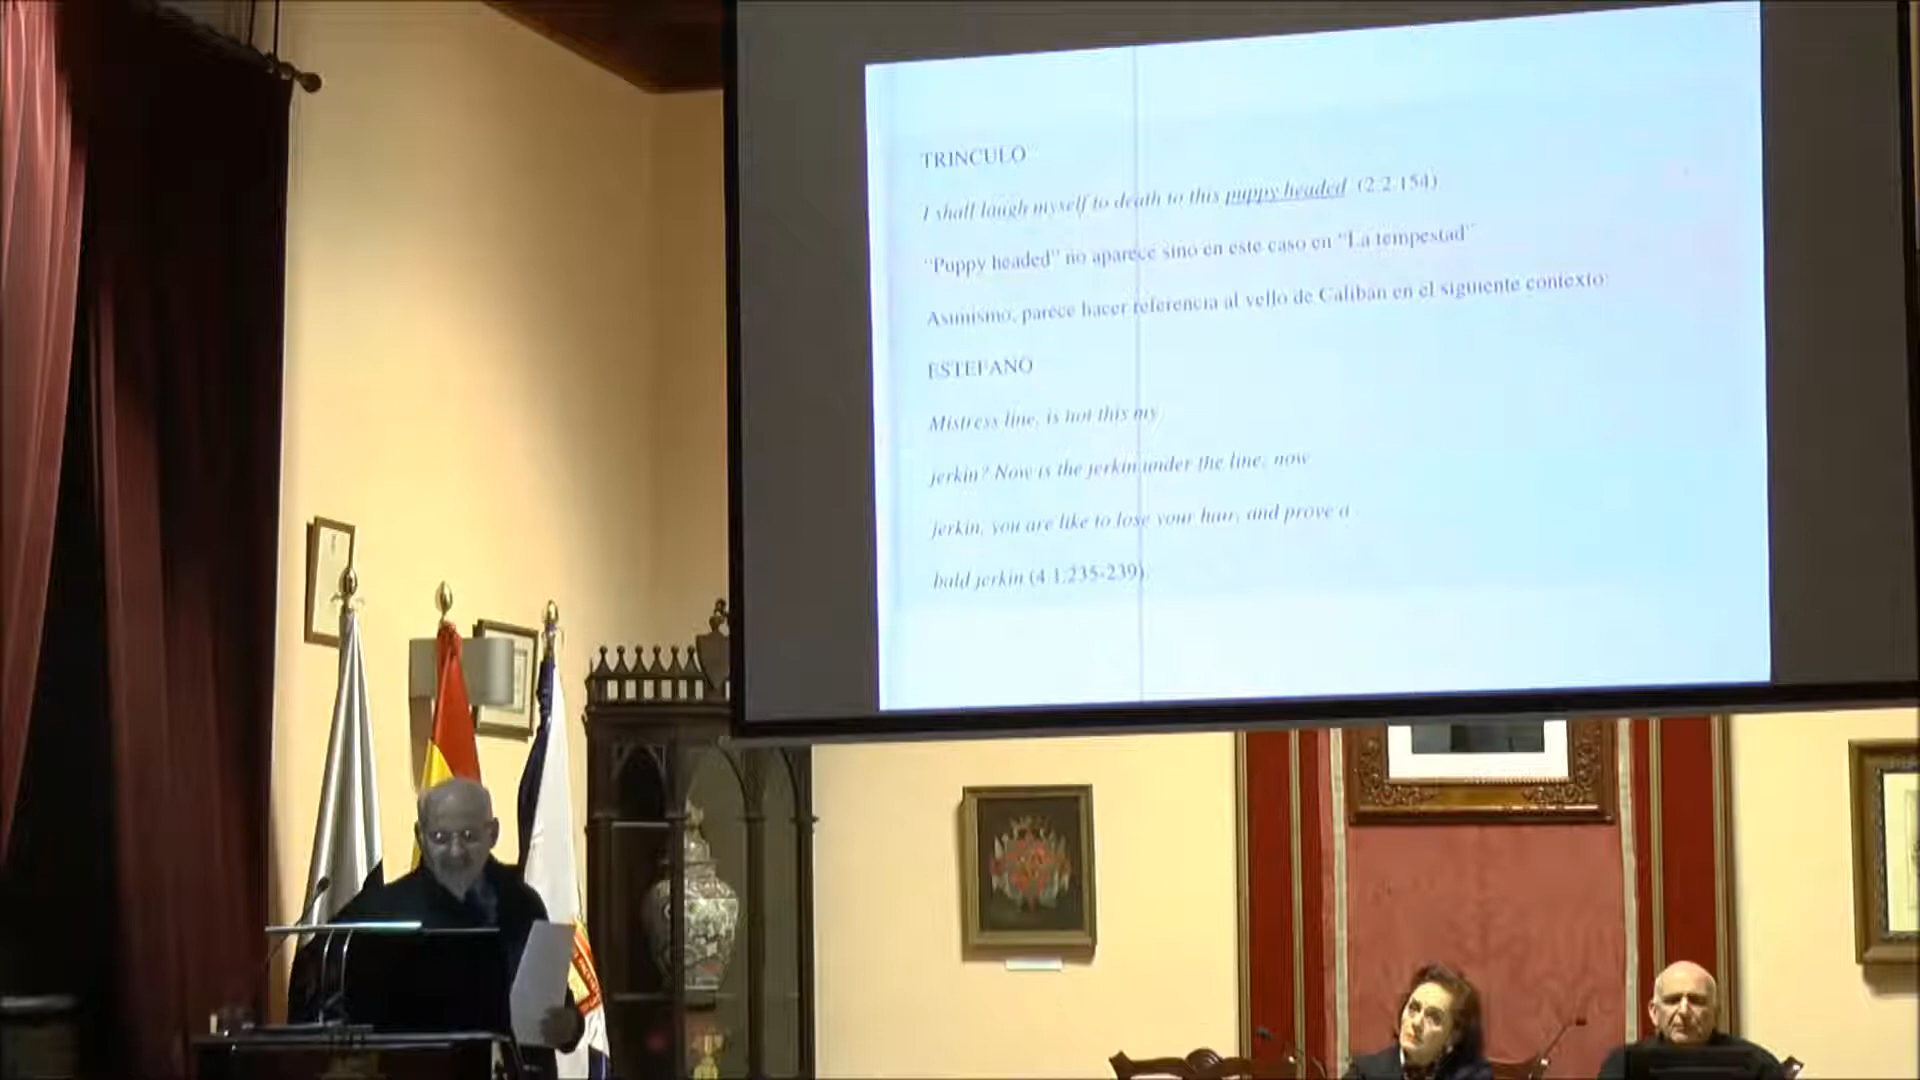 TRINCULO
I shall laugh myself to death to this puppy headed (2.2.154)
“Puppy headed” no aparece sino en este caso en “La tempestad”
Asimismo, parece hacer referencia al vello de Caliban en el siguiente contexto:
ESTEFANO
Mistress line, is not this my
jerkin? Now is the jerkin under the line, now
jerkin, you are like to lose your hair, and prove a
bald jerkin (4.1.235-239).